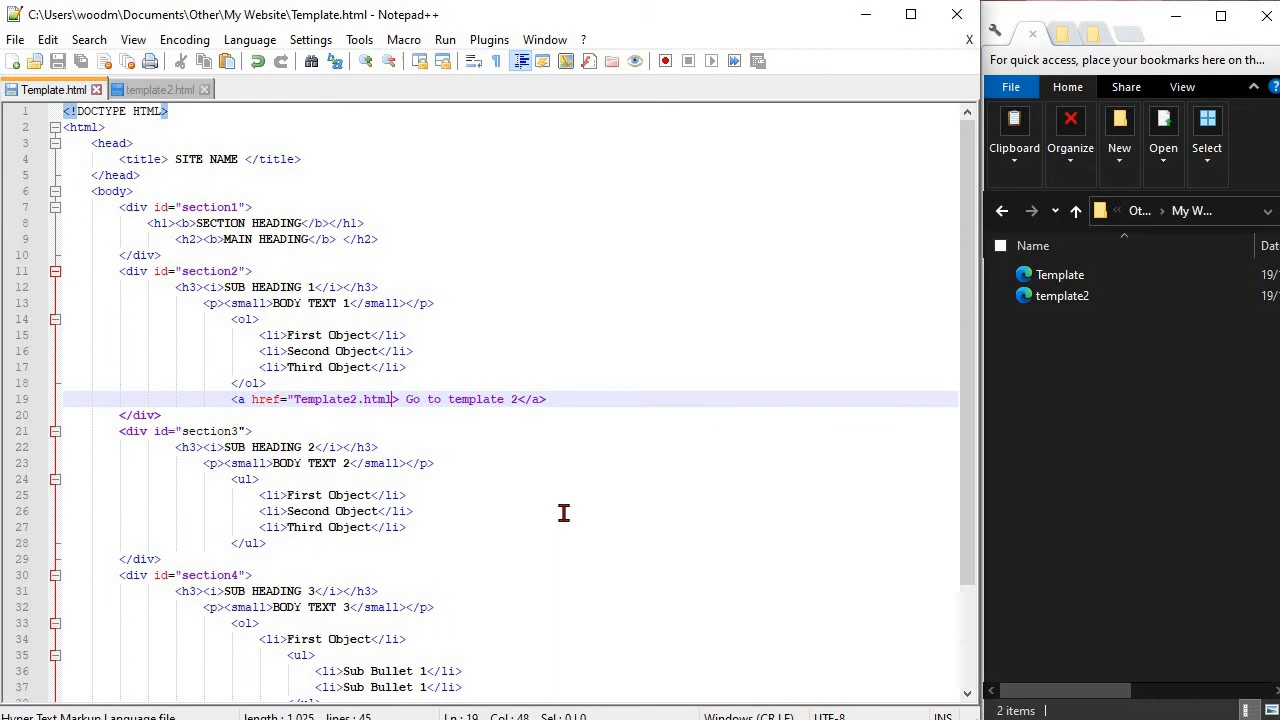 C:\Users\woodm\Documents\Other\My Website\Template.html - Notepad++
File Edit Search View Encoding Language Settings Tools Macro Run Plugins Window ? X
Template.html template2.html
1 <!DOCTYPE HTML>
2 <html>
3 <head>
4 <title> SITE NAME </title>
5 </head>
6 <body>
7 <div id="section1">
8 <h1><b>SECTION HEADING</b></h1>
9 <h2><b>MAIN HEADING</b> </h2>
10 </div>
11 <div id="section2">
12 <h3><i>SUB HEADING 1</i></h3>
13 <p><small>BODY TEXT 1</small></p>
14 <ol>
15 <li>First Object</li>
16 <li>Second Object</li>
17 <li>Third Object</li>
18 </ol>
19 <a href="Template2.html> Go to template 2</a>
20 </div>
21 <div id="section3">
22 <h3><i>SUB HEADING 2</i></h3>
23 <p><small>BODY TEXT 2</small></p>
24 <ul>
25 <li>First Object</li>
26 <li>Second Object</li>
27 <li>Third Object</li>
28 </ul>
29 </div>
30 <div id="section4">
31 <h3><i>SUB HEADING 3</i></h3>
32 <p><small>BODY TEXT 3</small></p>
33 <ol>
34 <li>First Object</li>
35 <ul>
36 <li>Sub Bullet 1</li>
37 <li>Sub Bullet 1</li>
Hyper Text Markup Language file length : 1,025 lines : 45 Ln : 19 Col : 48 Sel : 0 | 0 Windows (CR LF) UTF-8 INS
For quick access, place your bookmarks here on th...
File Home Share View
Clipboard Organize New Open Select
Ot... My W...
Name Dat
Template 19/
template2 19/
2 items